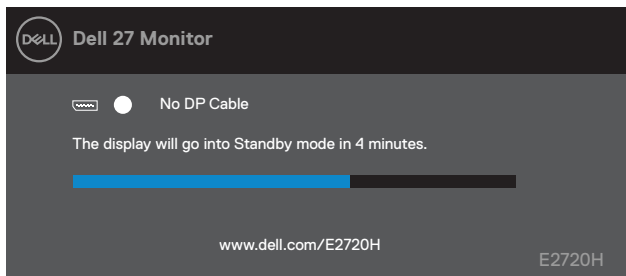 DELL
Dell 27 Monitor
No DP Cable
The display will go into Standby mode in 4 minutes.
www.dell.com/E2720H
E2720H